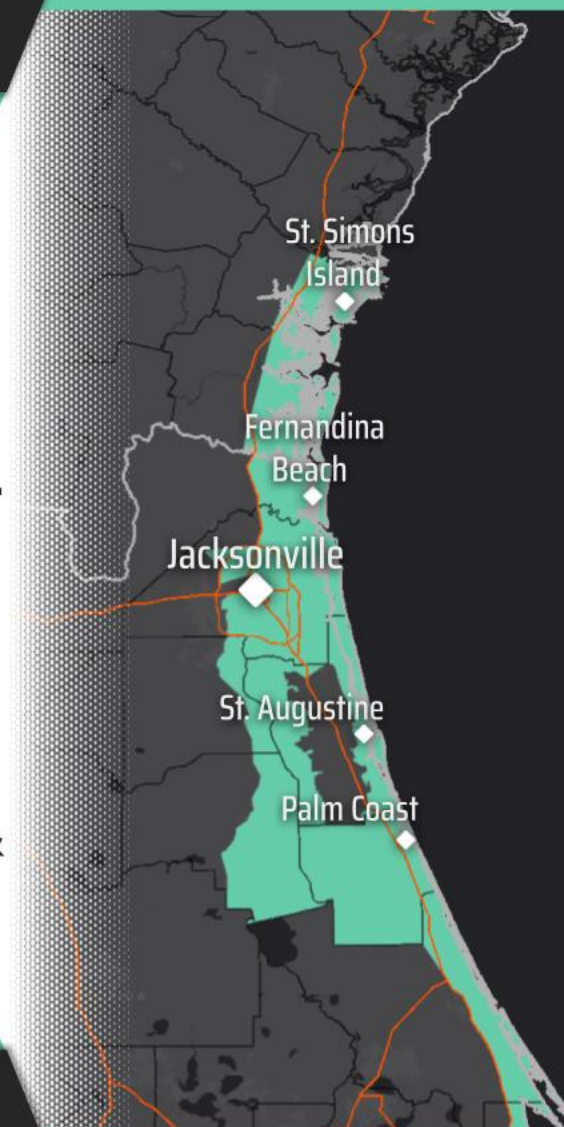 St. Simons
Island
Fernandina
Beach
Jacksonville
St. Augustine
Palm Coast